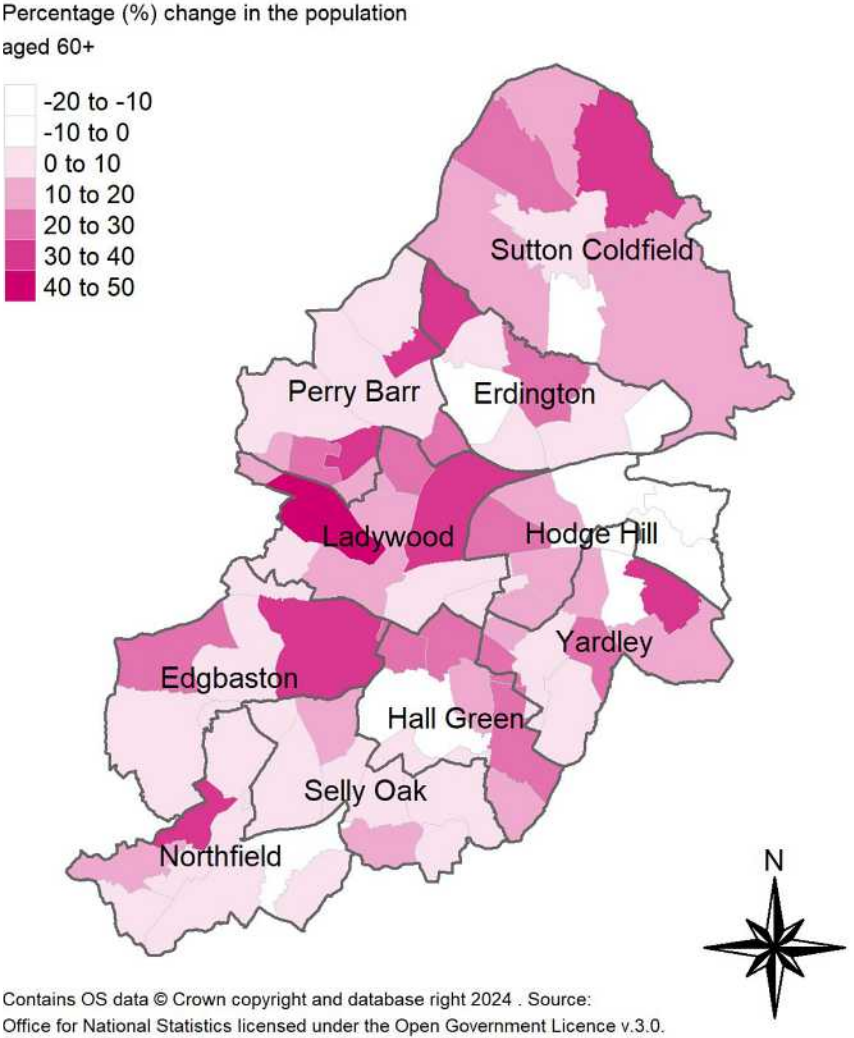 Percentage (%) change in the population
aged 60+
-20 to -10
-10 to 0
0 to 10
10 to 20
20 to 30
30 to 40
40 to 50
Sutton Coldfield
Perry Barr
Erdington
Ladywood
Hodge Hill
Yardley
Edgbaston
Hall Green
Selly Oak
Northfield
N
Contains OS data © Crown copyright and database right 2024 . Source:
Office for National Statistics licensed under the Open Government Licence v.3.0.